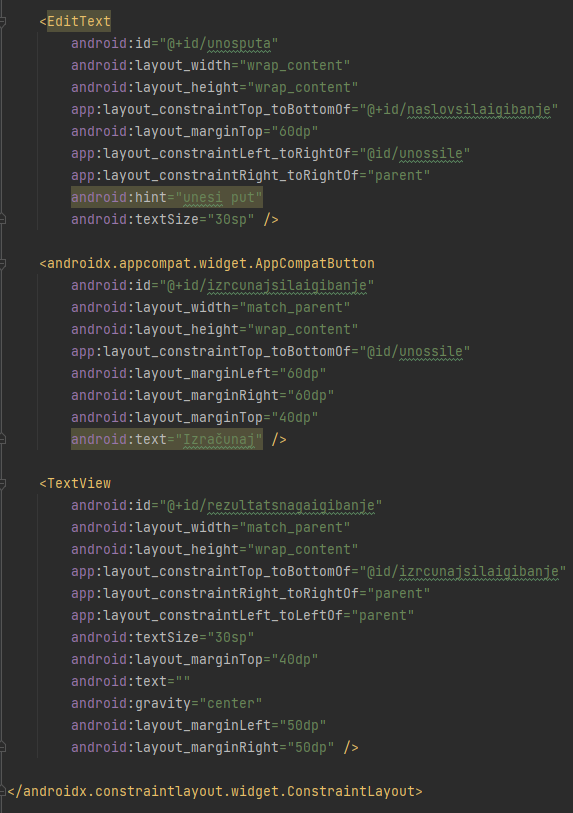 <EditText
android:id="@+id/unosputa"
android:layout_width="wrap_content"
android:layout_height="wrap_content"
app:layout_constraintTop_toBottomOf="@+id/naslovsilaigibanje"
android:layout_marginTop="60dp"
app:layout_constraintLeft_toRightOf="@id/unossile"
app:layout_constraintRight_toRightOf="parent"
android:hint="unesi put"
android:textSize="30sp" />
<androidx.appcompat.widget.AppCompatButton
android:id="@+id/izrcunajsilaigibanje"
android:layout_width="match_parent"
android:layout_height="wrap_content"
app:layout_constraintTop_toBottomOf="@id/unossile"
android:layout_marginLeft="60dp"
android:layout_marginRight="60dp"
android:layout_marginTop="40dp"
android:text="Izračunaj" />
<TextView
android:id="@+id/rezultatsnagaigibanje"
android:layout_width="match_parent"
android:layout_height="wrap_content"
app:layout_constraintTop_toBottomOf="@id/izrcunajsilaigibanje"
app:layout_constraintRight_toRightOf="parent"
app:layout_constraintLeft_toLeftOf="parent"
android:textSize="30sp"
android:layout_marginTop="40dp"
android:text=""
android:gravity="center"
android:layout_marginLeft="50dp"
android:layout_marginRight="50dp" />
</androidx.constraintlayout.widget.ConstraintLayout>